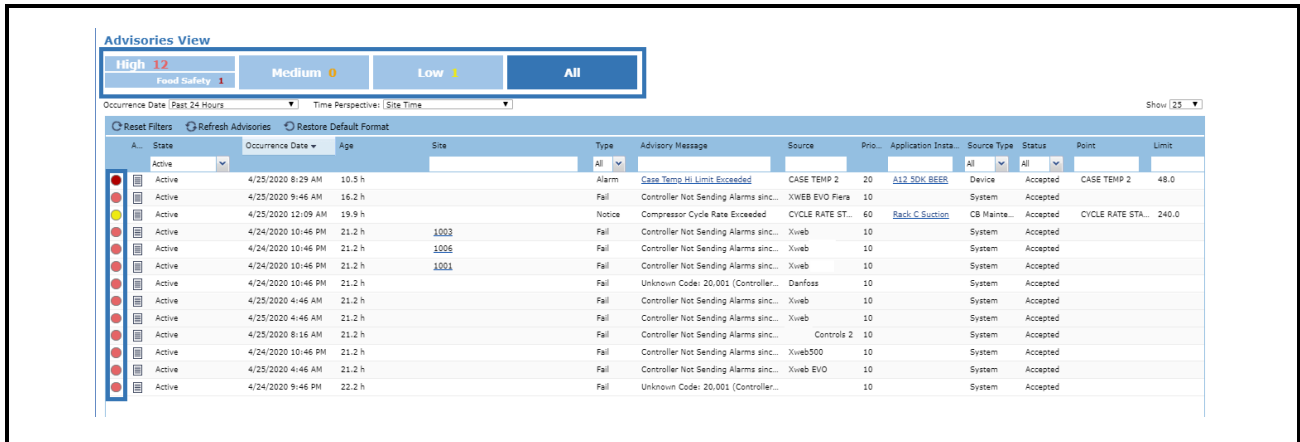 Advisories View
High 12
Food Safety 1
Medium 0
Low 1
All
Occurrence Date Past 24 Hours Time Perspective: Site Time Show 25
Reset Filters Refresh Advisories Restore Default Format
A... State Occurrence Date Age Site Type Advisory Message Source Prio... Application Insta... Source Type Status Point Limit
Active All All All
Active 4/25/2020 8:29 AM 10.5 h Alarm Case Temp Hi Limit Exceeded CASE TEMP 2 20 A12 5DK BEER Device Accepted CASE TEMP 2 48.0
Active 4/25/2020 9:46 AM 16.2 h Fail Controller Not Sending Alarms sinc... XWEB EVO Fiera 10 System Accepted
Active 4/25/2020 12:09 AM 19.9 h Notice Compressor Cycle Rate Exceeded CYCLE RATE ST... 60 Rack C Suction CB Mainte... Accepted CYCLE RATE STA... 240.0
Active 4/24/2020 10:46 PM 21.2 h 1003 Fail Controller Not Sending Alarms sinc... Xweb 10 System Accepted
Active 4/24/2020 10:46 PM 21.2 h 1006 Fail Controller Not Sending Alarms sinc... Xweb 10 System Accepted
Active 4/24/2020 10:46 PM 21.2 h 1001 Fail Controller Not Sending Alarms sinc... Xweb 10 System Accepted
Active 4/24/2020 10:46 PM 21.2 h Fail Unknown Code: 20,001 (Controller... Danfoss 10 System Accepted
Active 4/25/2020 4:46 AM 21.2 h Fail Controller Not Sending Alarms sinc... Xweb 10 System Accepted
Active 4/25/2020 4:46 AM 21.2 h Fail Controller Not Sending Alarms sinc... Xweb 10 System Accepted
Active 4/25/2020 8:16 AM 21.2 h Fail Controller Not Sending Alarms sinc... Controls 2 10 System Accepted
Active 4/24/2020 10:46 PM 21.2 h Fail Controller Not Sending Alarms sinc... Xweb500 10 System Accepted
Active 4/25/2020 4:46 AM 21.2 h Fail Controller Not Sending Alarms sinc... Xweb EVO 10 System Accepted
Active 4/24/2020 9:46 PM 22.2 h Fail Unknown Code: 20,001 (Controller... 10 System Accepted